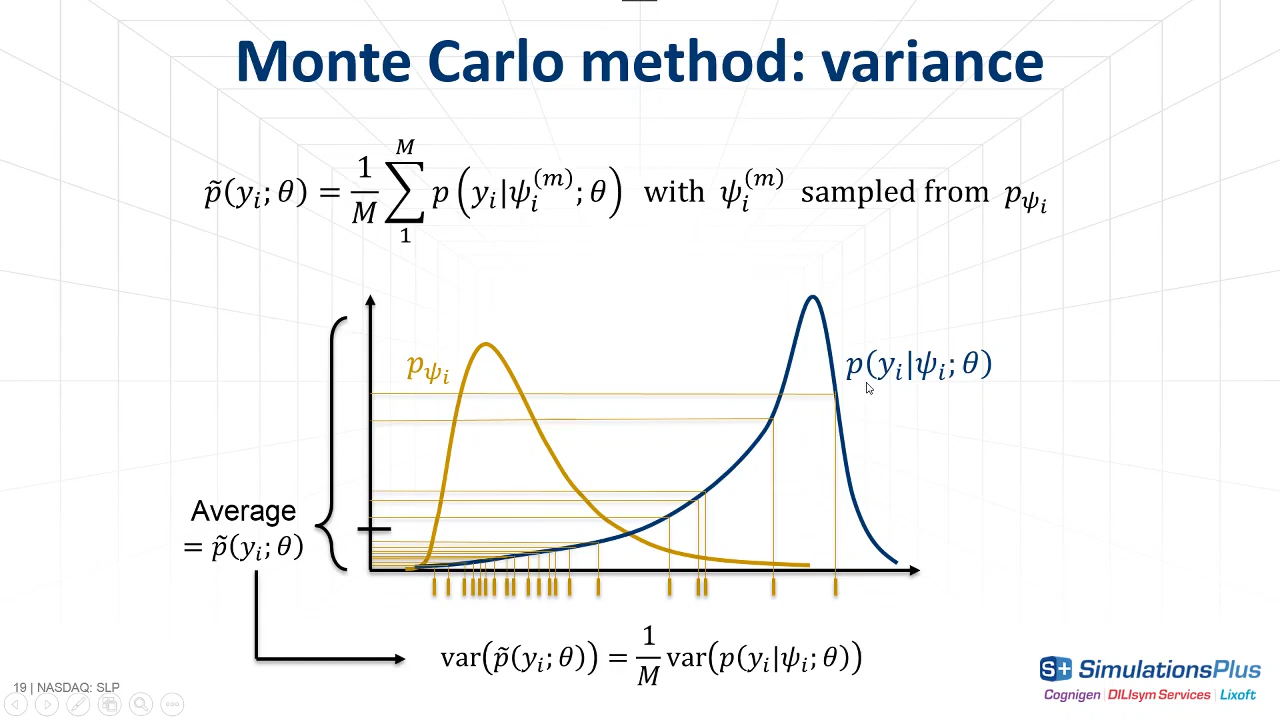 Monte Carlo method: variance
p̃(yᵢ; θ) = 1/M ∑₁ᴹ p(yᵢ|ψᵢ⁽ᵐ⁾; θ) with ψᵢ⁽ᵐ⁾ sampled from p_ψᵢ
p_ψᵢ
p(yᵢ|ψᵢ; θ)
Average
= p̃(yᵢ; θ)
var(p̃(yᵢ; θ)) = 1/M var(p(yᵢ|ψᵢ; θ))
19 | NASDAQ: SLP
S+ SimulationsPlus
Cognigen | DILIsym Services | Lixoft